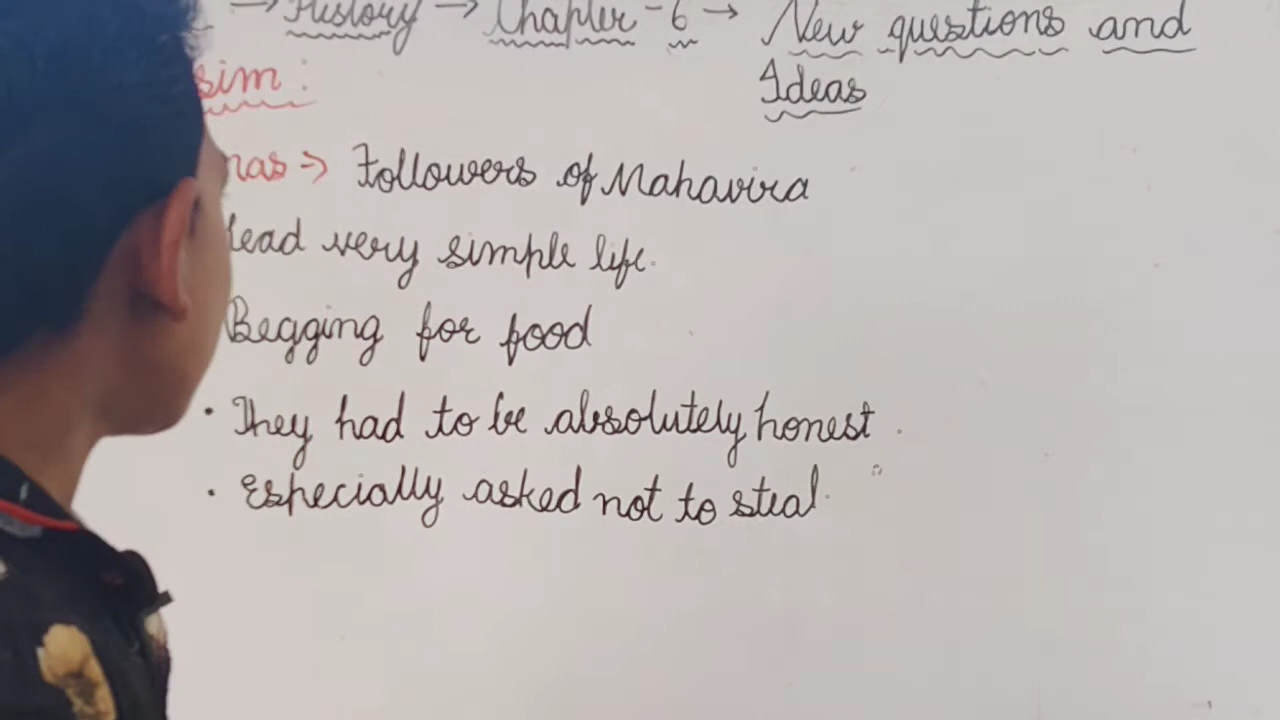 → History → Chapter - 6 → New questions and
Ideas
sim :
nas ⇒ Followers of Mahavira
lead very simple life.
Begging for food
• They had to be absolutely honest.
• Especially asked not to steal.